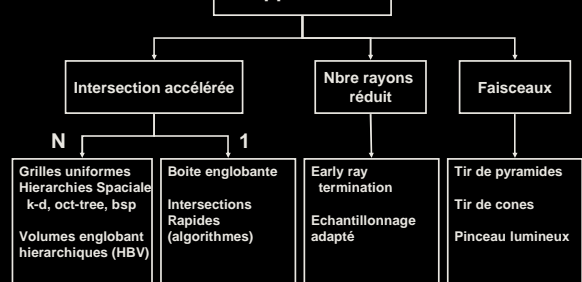 Intersection accélérée
Nbre rayons
réduit
Faisceaux
N
1
Grilles uniformes
Hierarchies Spaciale
k-d, oct-tree, bsp
Volumes englobant
hierarchiques (HBV)
Boite englobante
Intersections
Rapides
(algorithmes)
Early ray
termination
Echantillonnage
adapté
Tir de pyramides
Tir de cones
Pinceau lumineux